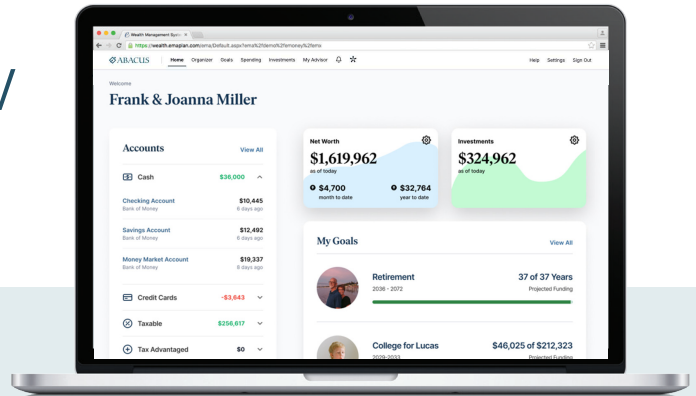 Wealth Management System
https://wealth.emaplan.com/ema/Default.aspx?ema%2fdemo%2femoney%2femx
ABACUS Home Organizer Goals Spending Investments My Advisor Help Settings Sign Out
Welcome
Frank & Joanna Miller
Accounts View All
Cash $36,000
Checking Account $10,445
Bank of Money 6 days ago
Savings Account $12,492
Bank of Money 6 days ago
Money Market Account $19,337
Bank of Money 6 days ago
Credit Cards -$3,643
Taxable $256,617
Tax Advantaged $0
Net Worth
$1,619,962
as of today
$4,700 $32,764
month to date year to date
Investments
$324,962
as of today
My Goals View All
Retirement 37 of 37 Years
2036 - 2072 Projected Funding
College for Lucas $46,025 of $212,323
2029-2033 Projected Funding